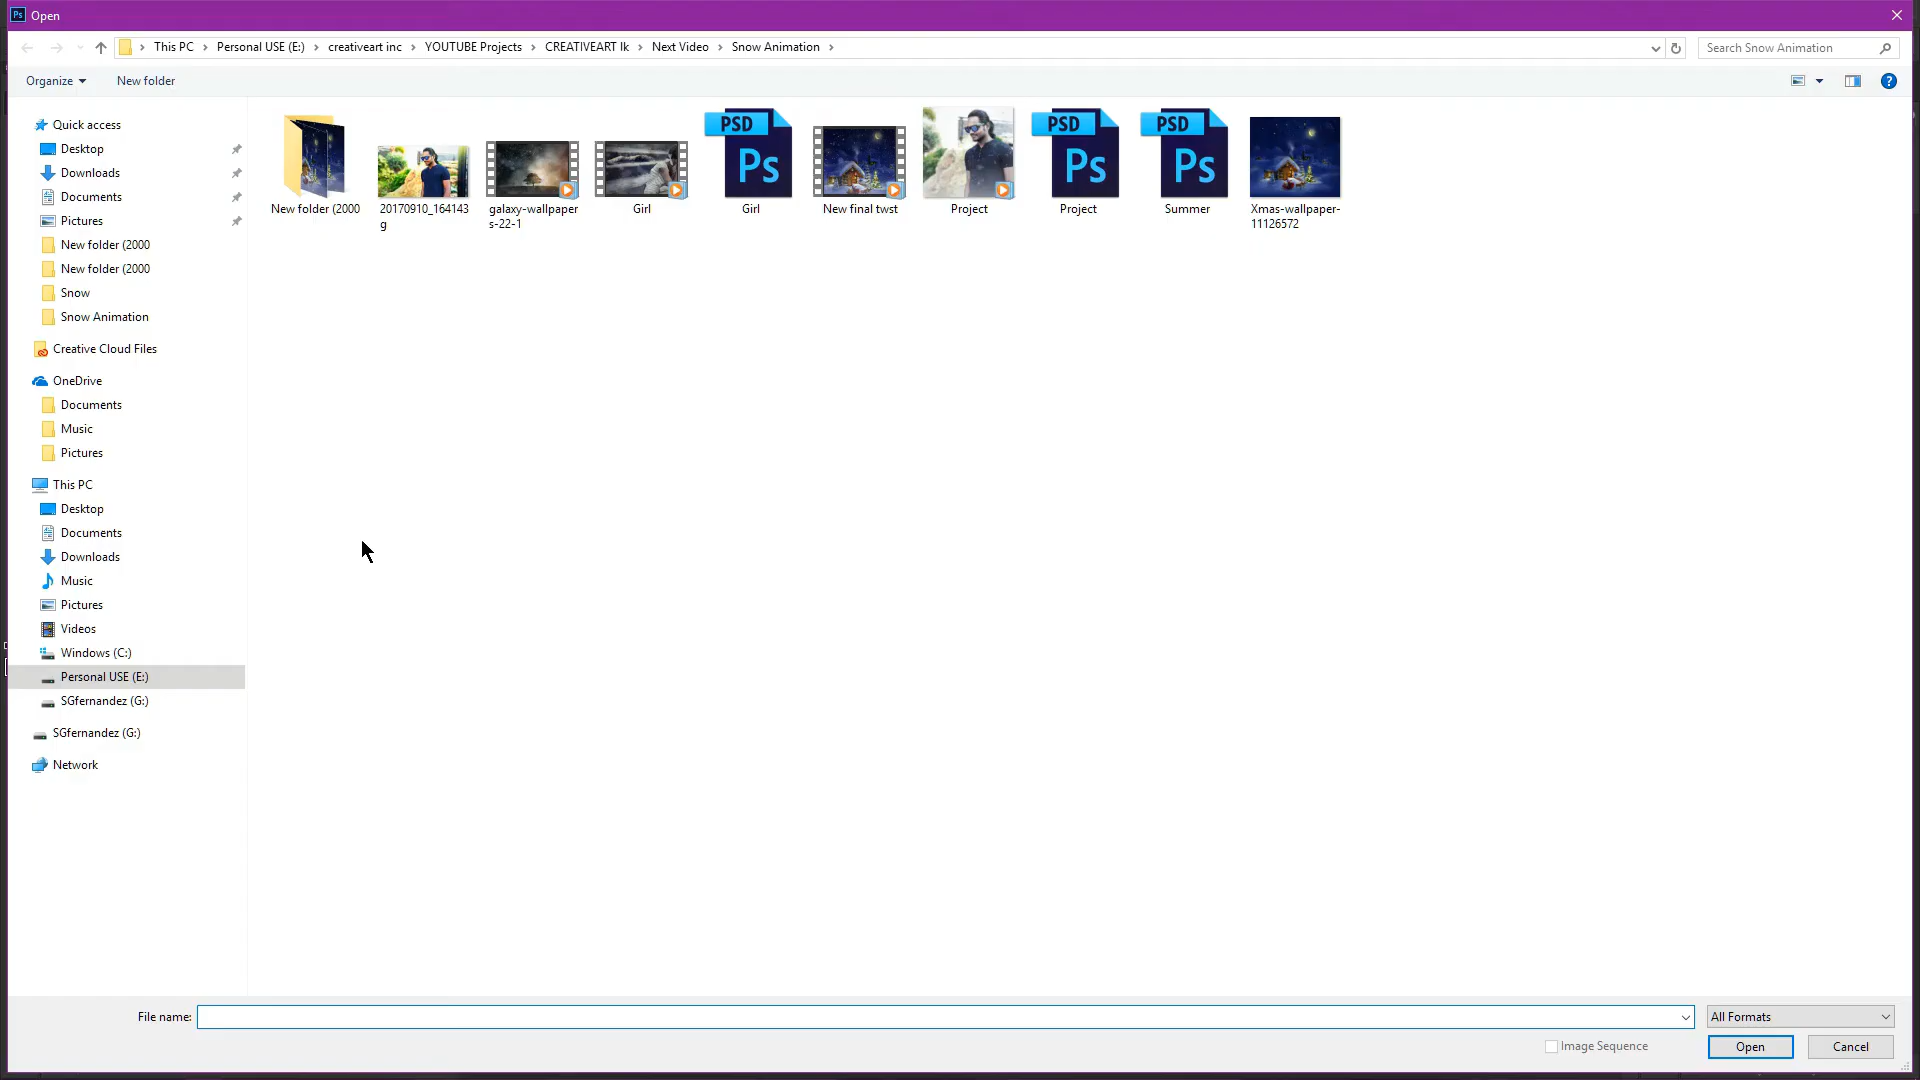 Ps Open
This PC Personal USE (E:) creativeart inc YOUTUBE Projects CREATIVEART lk Next Video Snow Animation
Search Snow Animation
Organize New folder
Quick access
Desktop
Downloads
Documents
Pictures
New folder (2000
New folder (2000
Snow
Snow Animation
Creative Cloud Files
OneDrive
Documents
Music
Pictures
This PC
Desktop
Documents
Downloads
Music
Pictures
Videos
Windows (C:)
Personal USE (E:)
SGfernandez (G:)
SGfernandez (G:)
Network
PSD Ps
PSD Ps
PSD Ps
New folder (2000
20170910_164143
g
galaxy-wallpaper
s-22-1
Girl
Girl
New final twst
Project
Project
Summer
Xmas-wallpaper-
11126572
File name:
All Formats
Image Sequence
Open
Cancel